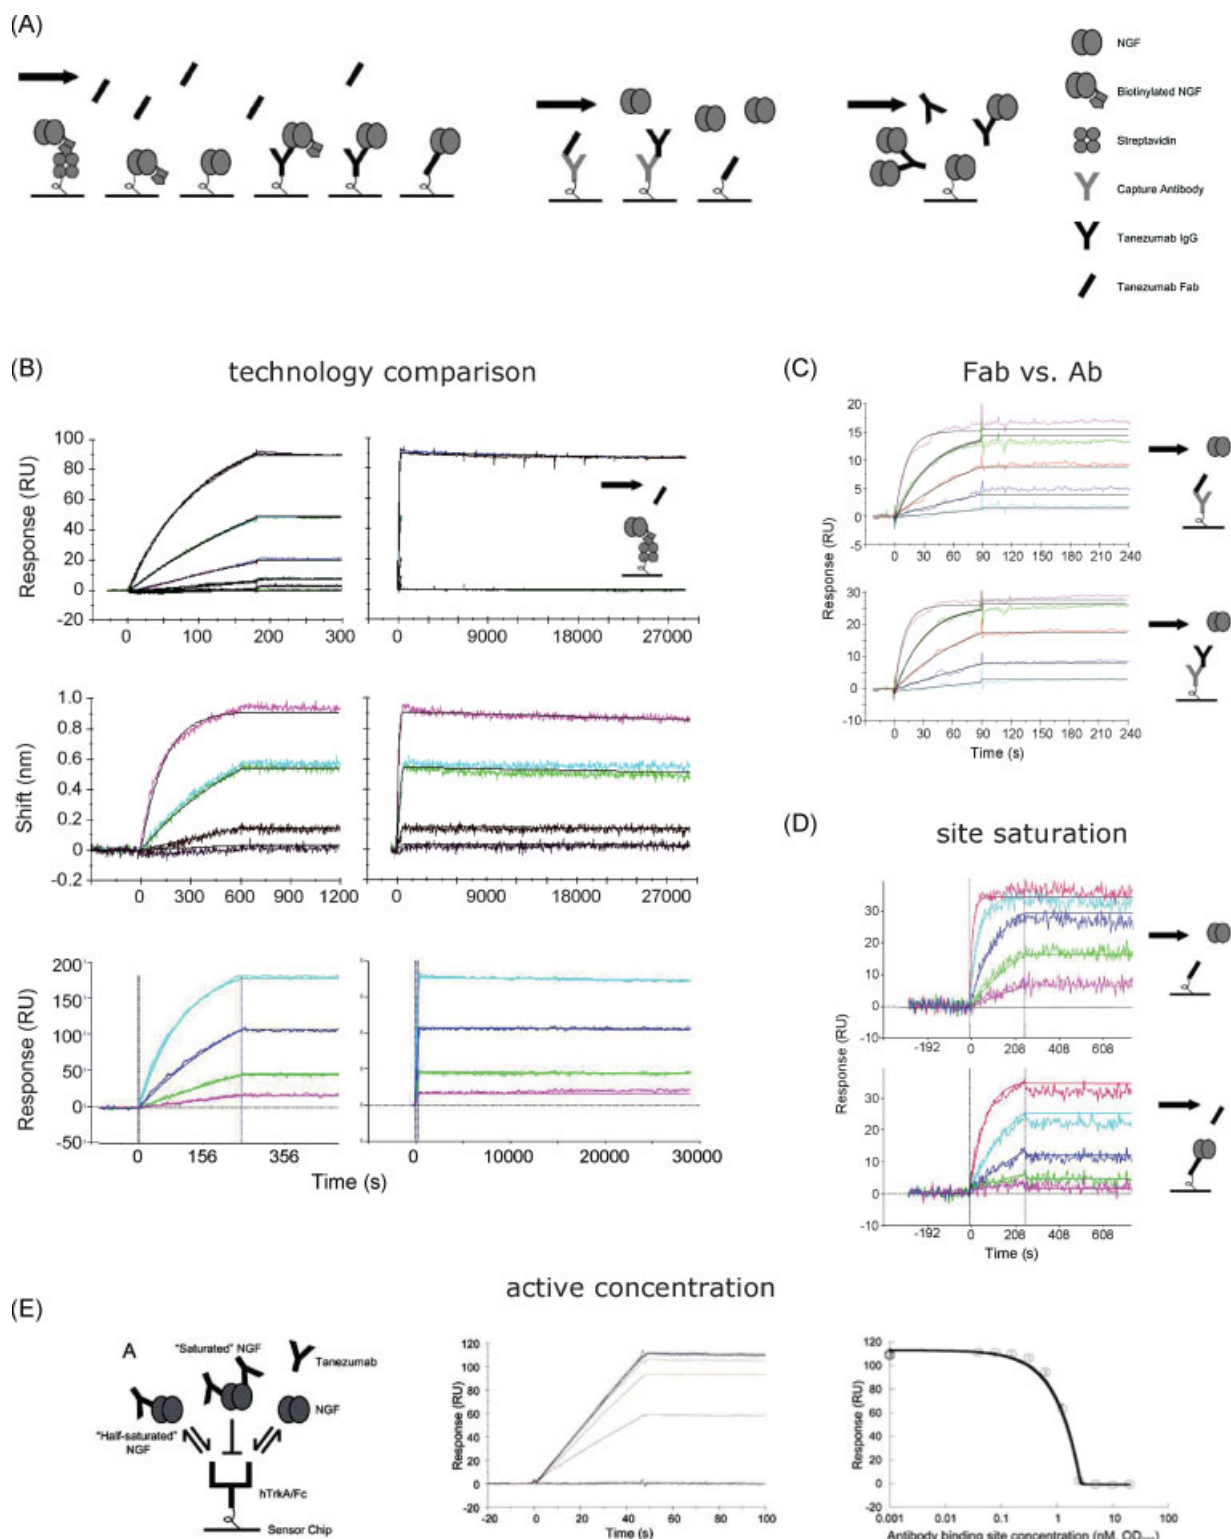 (A)
NGF
Biotinylated NGF
Streptavidin
Capture Antibody
Tanezumab IgG
Tanezumab Fab
(B)
technology comparison
Response (RU)
100
80
60
40
20
0
-20
0 100 200 300
0 9000 18000 27000
Shift (nm)
1.0
0.8
0.6
0.4
0.2
0
-0.2
0 300 600 900 1200
0 9000 18000 27000
Response (RU)
200
150
100
50
0
-50
0 156 356
0 10000 20000 30000
Time (s)
(C)
Fab vs. Ab
Response (RU)
20
15
10
5
0
-5
0 30 60 90 120 150 180 210 240
30
20
10
0
-10
0 30 60 90 120 150 180 210 240
Time (s)
(D)
site saturation
Response (RU)
30
20
10
0
-10
-192 0 208 408 608
30
20
10
0
-10
-192 0 208 408 608
Time (s)
(E)
active concentration
A
"Saturated" NGF
Tanezumab
NGF
"Half-saturated"
NGF
hTrkA/Fc
Sensor Chip
Response (RU)
120
100
80
60
40
20
0
-20
-20 0 20 40 60 80 100
Time (s)
Response (RU)
120
100
80
60
40
20
0
-20
0.001 0.01 0.1 1 10 100
Antibody binding site concentration (nM,